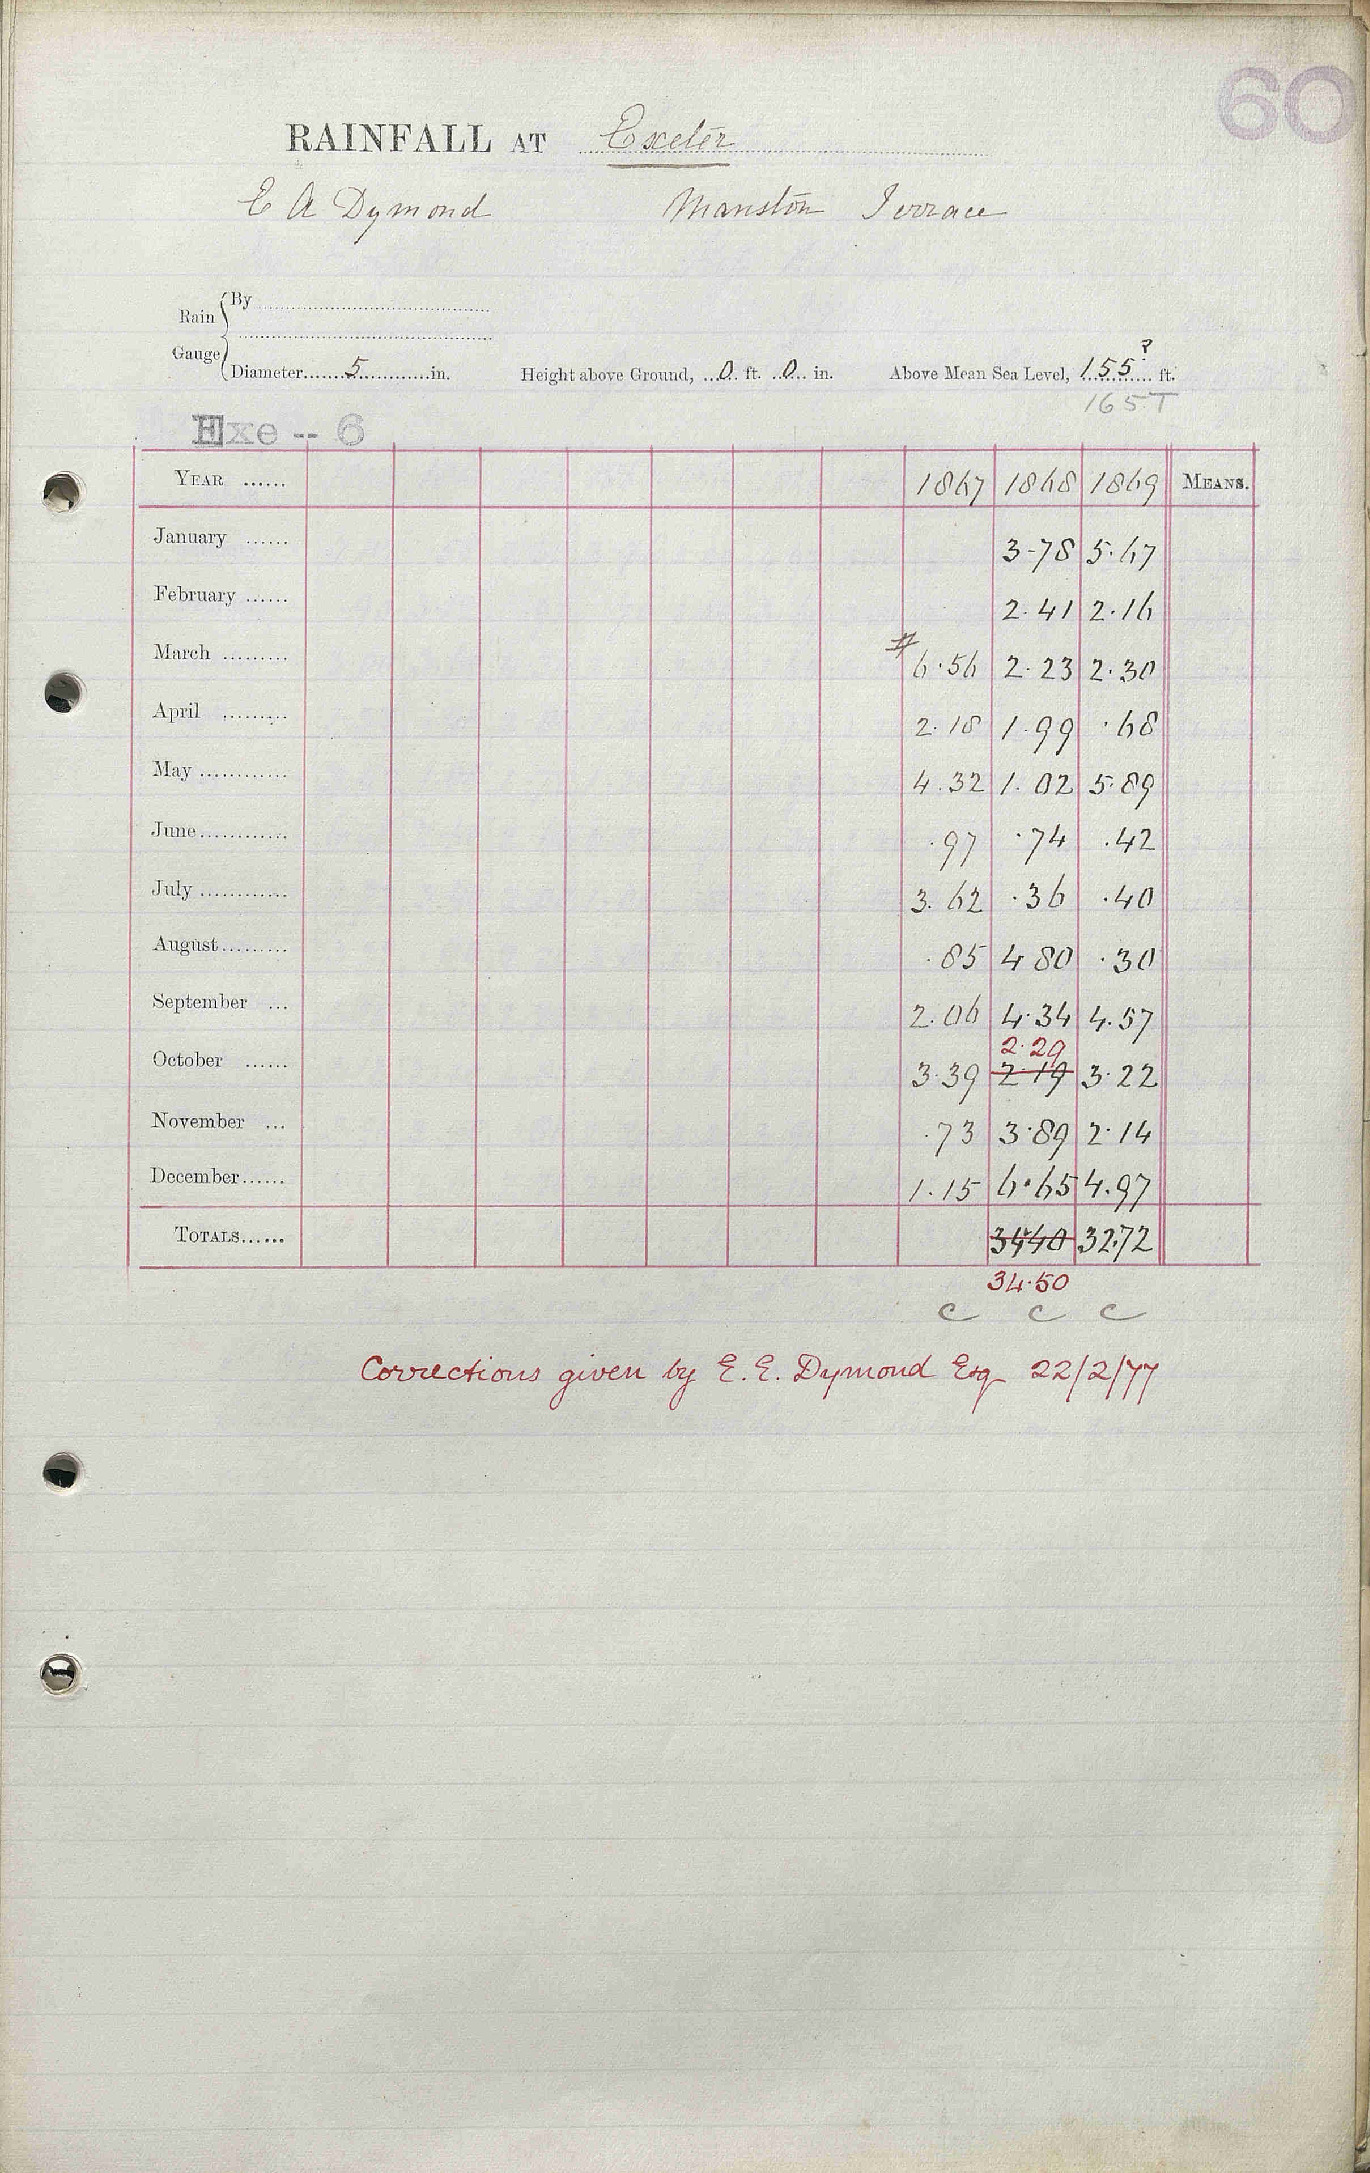 60
RAINFALL AT Exeter
E A Dymond Manston Terrace
Rain Gauge
By
Diameter 5 in. Height above Ground, 0 ft. 0 in. Above Mean Sea Level, 155? ft.
165T
Exe -- 6
YEAR ...... 1867 1868 1869 MEANS.
January ...... 3.78 5.67
February ...... 2.41 2.16
March ......... # 6.56 2.23 2.30
April ......... 2.18 1.99 .68
May ............ 4.32 1.02 5.89
June ............ .97 .74 .42
July ............ 3.62 .36 .40
August ......... .85 4.80 .30
September ... 2.06 4.34 4.57
2.29
October ...... 3.39 2.19 3.22
November ... .73 3.89 2.14
December ...... 1.15 6.65 4.97
TOTALS ...... 34.40 32.72
34.50
C C C
Corrections given by E. E. Dymond Esq 22/2/77